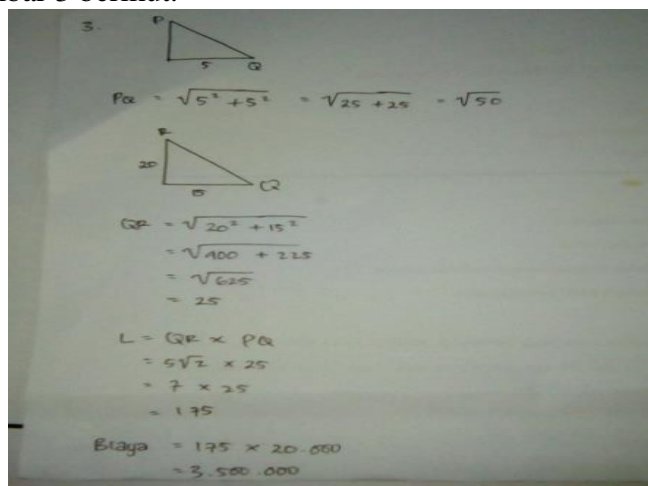 3.
P
5 Q
PQ = √5² + 5² = √25 + 25 = √50
R
20
15 Q
QR = √20² + 15²
= √400 + 225
= √625
= 25
L = QR × PQ
= 5√2 × 25
= 7 × 25
= 175
Biaya = 175 × 20.000
= 3.500.000